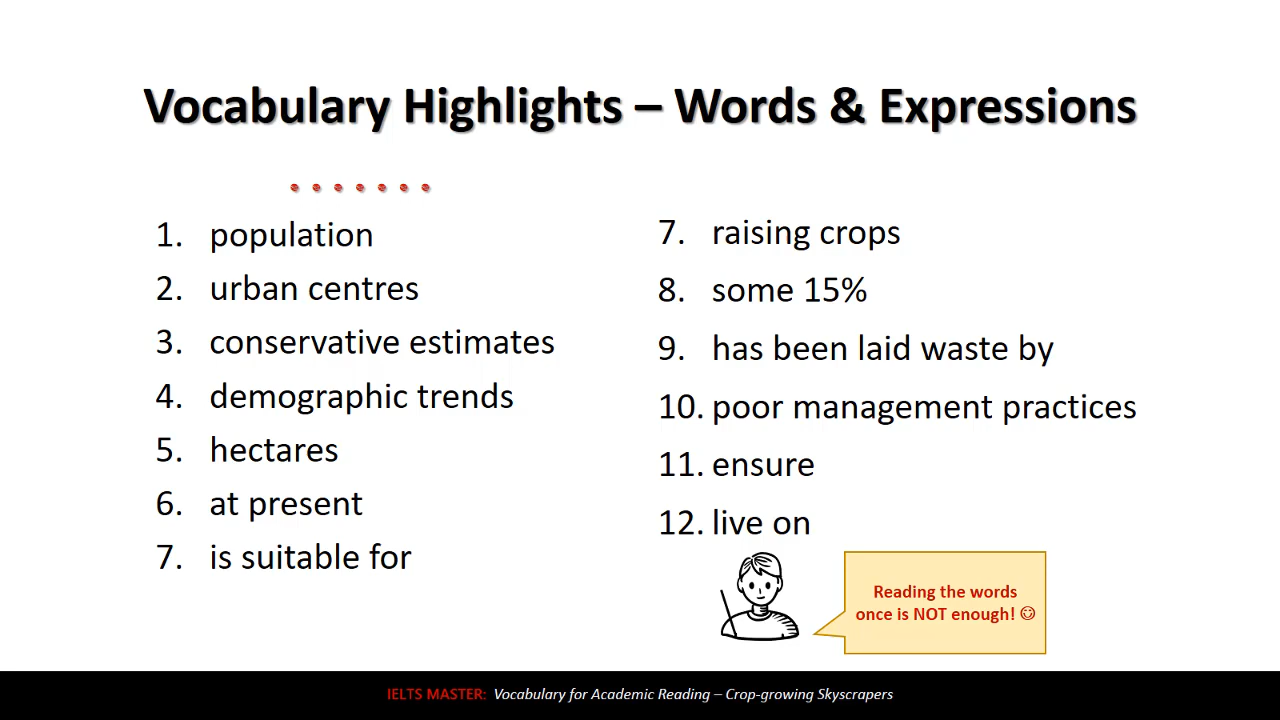 Vocabulary Highlights – Words & Expressions
1. population
2. urban centres
3. conservative estimates
4. demographic trends
5. hectares
6. at present
7. is suitable for
7. raising crops
8. some 15%
9. has been laid waste by
10. poor management practices
11. ensure
12. live on
Reading the words
once is NOT enough! ☺
IELTS MASTER: Vocabulary for Academic Reading – Crop-growing Skyscrapers